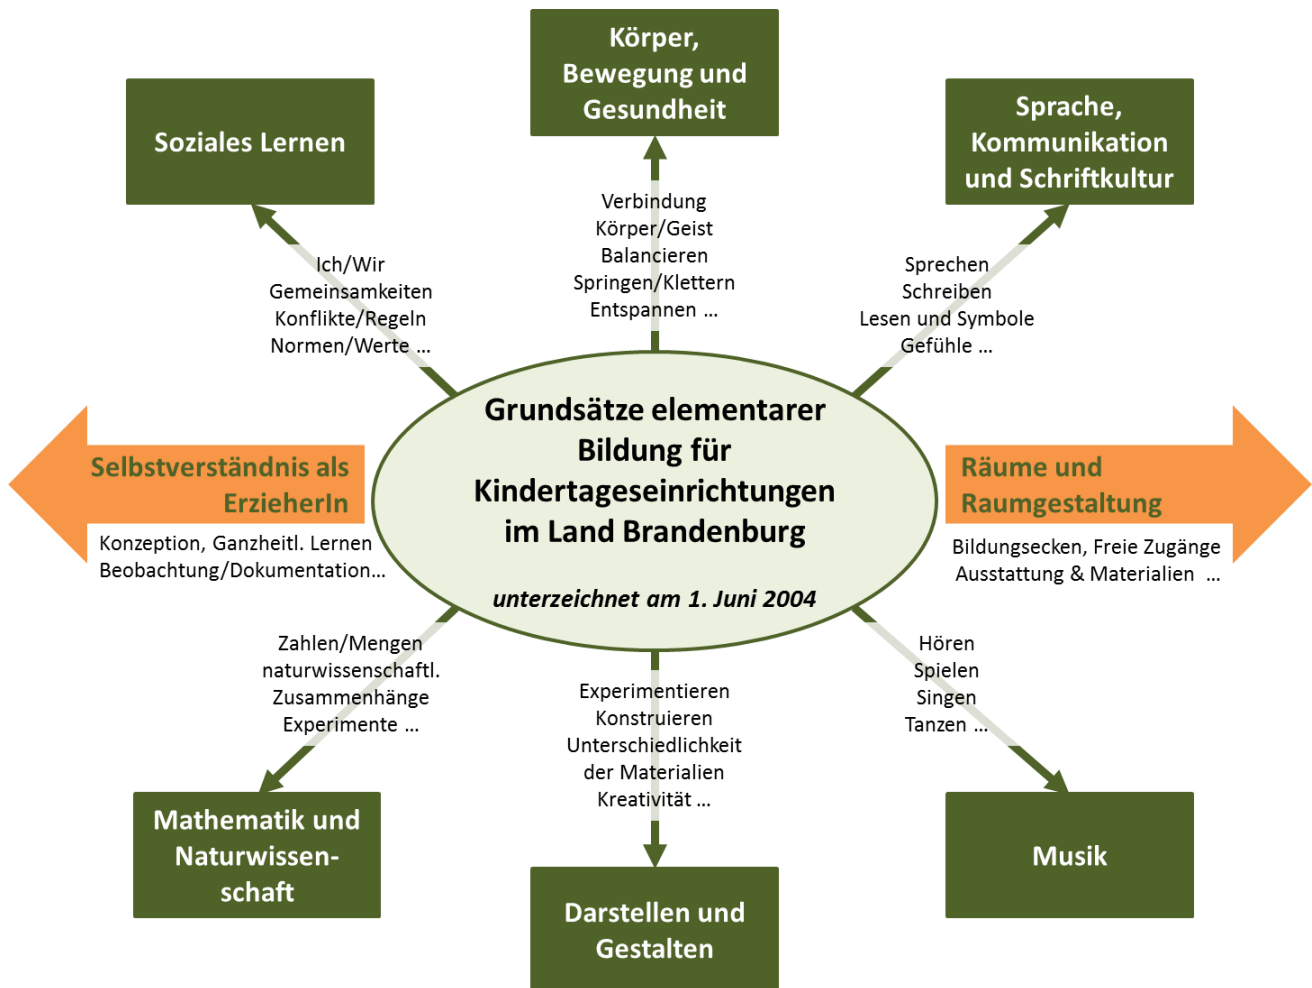 Körper,
Bewegung und
Gesundheit
Soziales Lernen
Sprache,
Kommunikation
und Schriftkultur
Verbindung
Körper/Geist
Balancieren
Springen/Klettern
Entspannen ...
Ich/Wir
Gemeinsamkeiten
Konflikte/Regeln
Normen/Werte ...
Sprechen
Schreiben
Lesen und Symbole
Gefühle ...
Grundsätze elementarer
Bildung für
Kindertageseinrichtungen
im Land Brandenburg
unterzeichnet am 1. Juni 2004
Selbstverständnis als
ErzieherIn
Konzeption, Ganzheitl. Lernen
Beobachtung/Dokumentation...
Räume und
Raumgestaltung
Bildungsecken, Freie Zugänge
Ausstattung & Materialien ...
Zahlen/Mengen
naturwissenschaftl.
Zusammenhänge
Experimente ...
Experimentieren
Konstruieren
Unterschiedlichkeit
der Materialien
Kreativität ...
Hören
Spielen
Singen
Tanzen ...
Mathematik und
Naturwissen-
schaft
Darstellen und
Gestalten
Musik